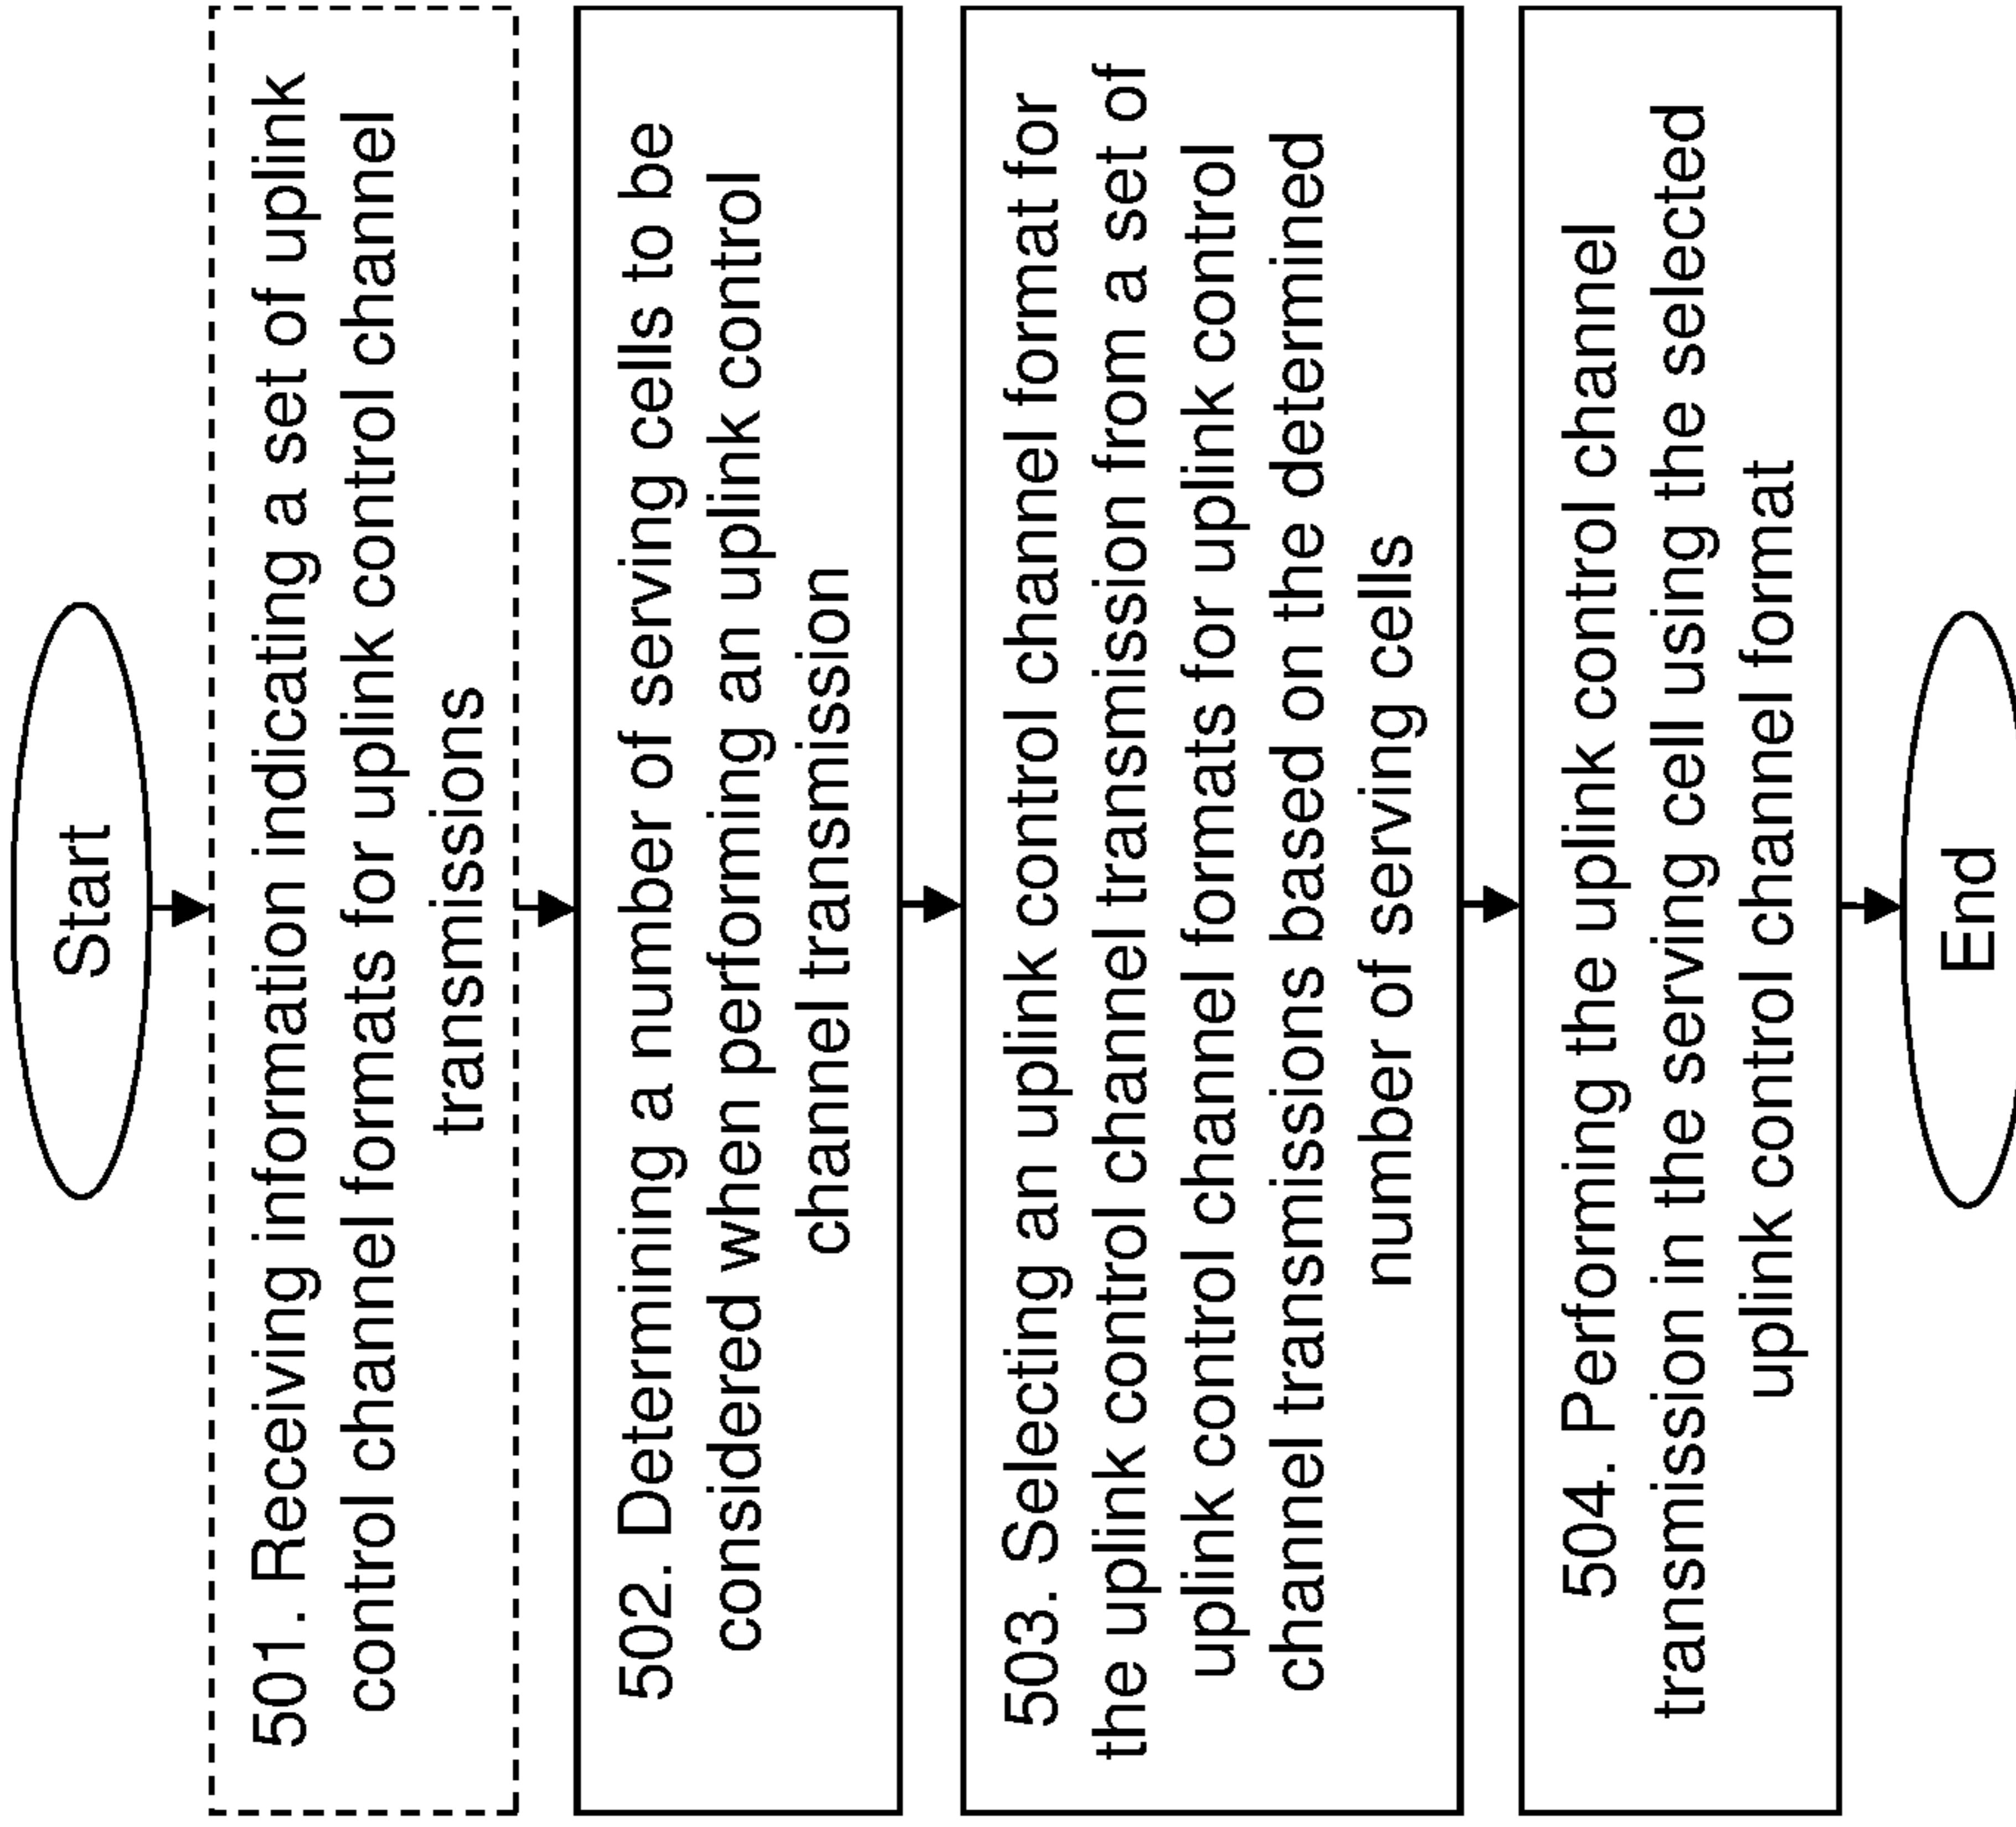 Start
501. Receiving information indicating a set of uplink
control channel formats for uplink control channel
transmissions
502. Determining a number of serving cells to be
considered when performing an uplink control
channel transmission
503. Selecting an uplink control channel format for
the uplink control channel transmission from a set of
uplink control channel formats for uplink control
channel transmissions based on the determined
number of serving cells
504. Performing the uplink control channel
transmission in the serving cell using the selected
uplink control channel format
End